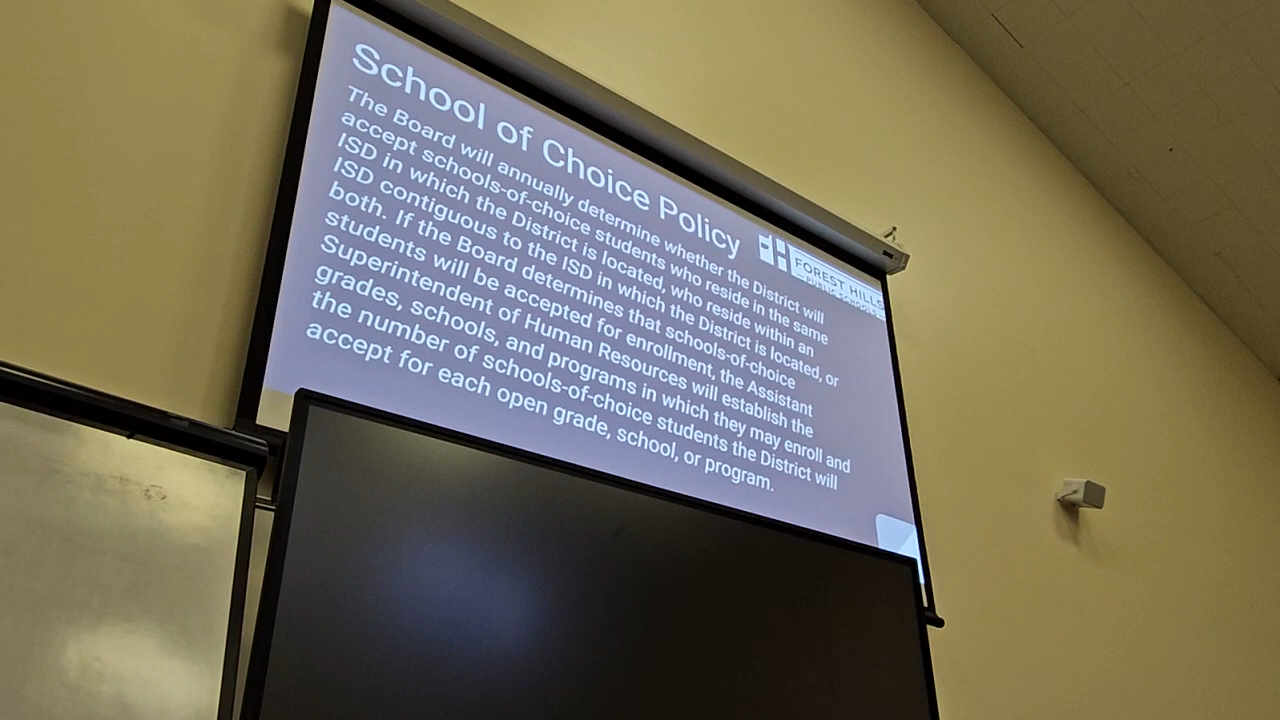 School of Choice Policy
FOREST HILLS
PUBLIC SCHOOLS
The Board will annually determine whether the District will
accept schools-of-choice students who reside in the same
ISD in which the District is located, who reside within an
ISD contiguous to the ISD in which the District is located, or
both. If the Board determines that schools-of-choice
students will be accepted for enrollment, the Assistant
Superintendent of Human Resources will establish the
grades, schools, and programs in which they may enroll and
the number of schools-of-choice students the District will
accept for each open grade, school, or program.